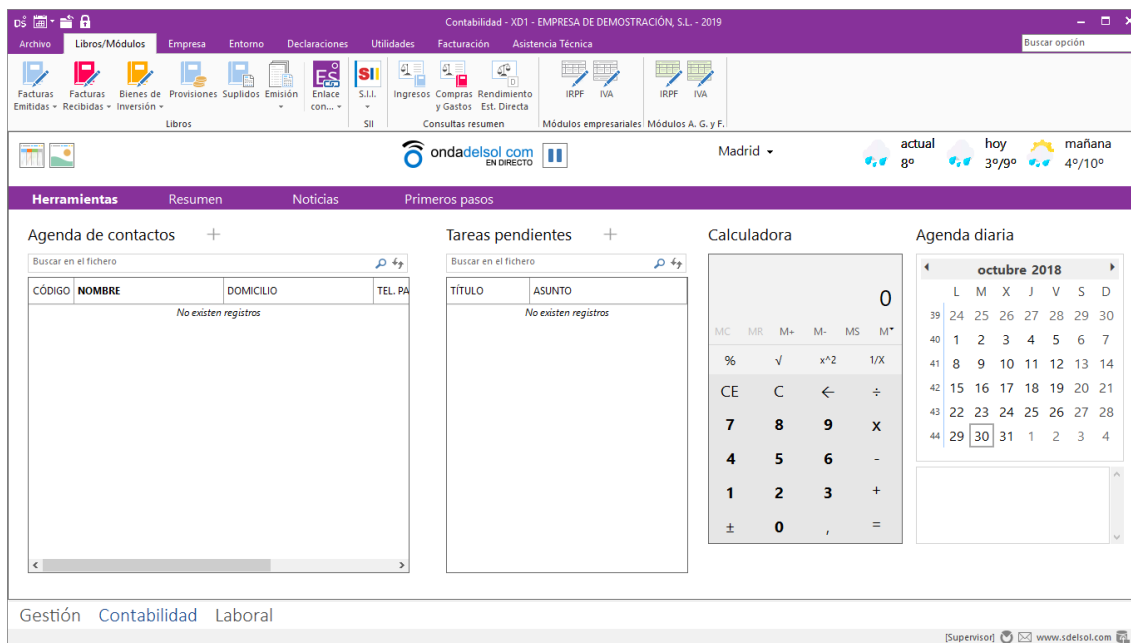 DS Contabilidad - XD1 - EMPRESA DE DEMOSTRACIÓN, S.L. - 2019
Archivo Libros/Módulos Empresa Entorno Declaraciones Utilidades Facturación Asistencia Técnica Buscar opción
Facturas Facturas Bienes de Provisiones Suplidos Emisión Enlace S.I.I. Ingresos Compras Rendimiento IRPF IVA IRPF IVA
Emitidas Recibidas Inversión con... y Gastos Est. Directa
Libros SII Consultas resumen Módulos empresariales Módulos A. G. y F.
ondadelsol com Madrid actual hoy mañana
EN DIRECTO 8º 3º/9º 4º/10º
Herramientas Resumen Noticias Primeros pasos
Agenda de contactos + Tareas pendientes + Calculadora Agenda diaria
Buscar en el fichero Buscar en el fichero
CÓDIGO NOMBRE DOMICILIO TEL. PA TÍTULO ASUNTO
No existen registros No existen registros
0
MC MR M+ M- MS M
% √ x^2 1/X
CE C ← ÷
7 8 9 x
4 5 6 -
1 2 3 +
± 0 , =
octubre 2018
L M X J V S D
39 24 25 26 27 28 29 30
40 1 2 3 4 5 6 7
41 8 9 10 11 12 13 14
42 15 16 17 18 19 20 21
43 22 23 24 25 26 27 28
44 29 30 31 1 2 3 4
Gestión Contabilidad Laboral
[Supervisor] www.sdelsol.com